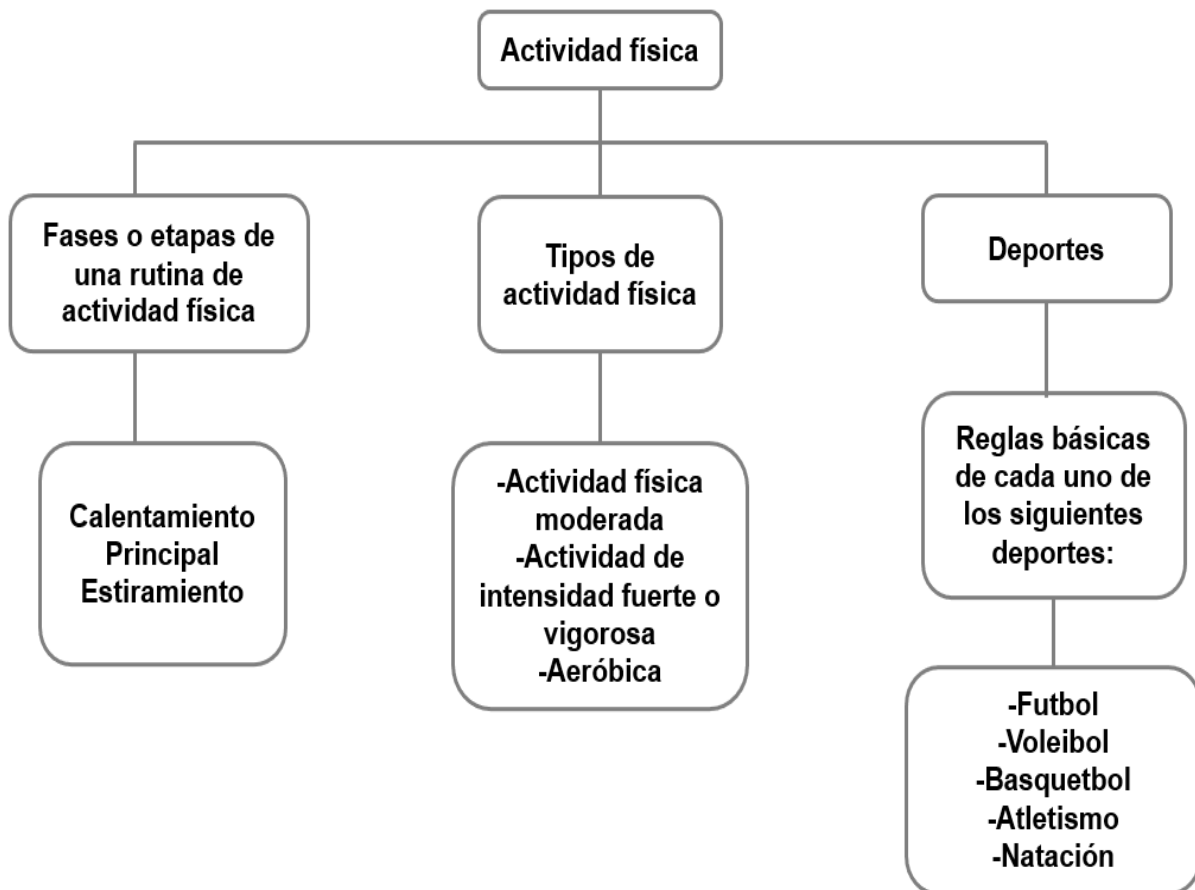 Actividad física
Fases o etapas de
una rutina de
actividad física
Tipos de
actividad física
Deportes
Calentamiento
Principal
Estiramiento
-Actividad física
moderada
-Actividad de
intensidad fuerte o
vigorosa
-Aeróbica
Reglas básicas
de cada uno de
los siguientes
deportes:
-Futbol
-Voleibol
-Basquetbol
-Atletismo
-Natación